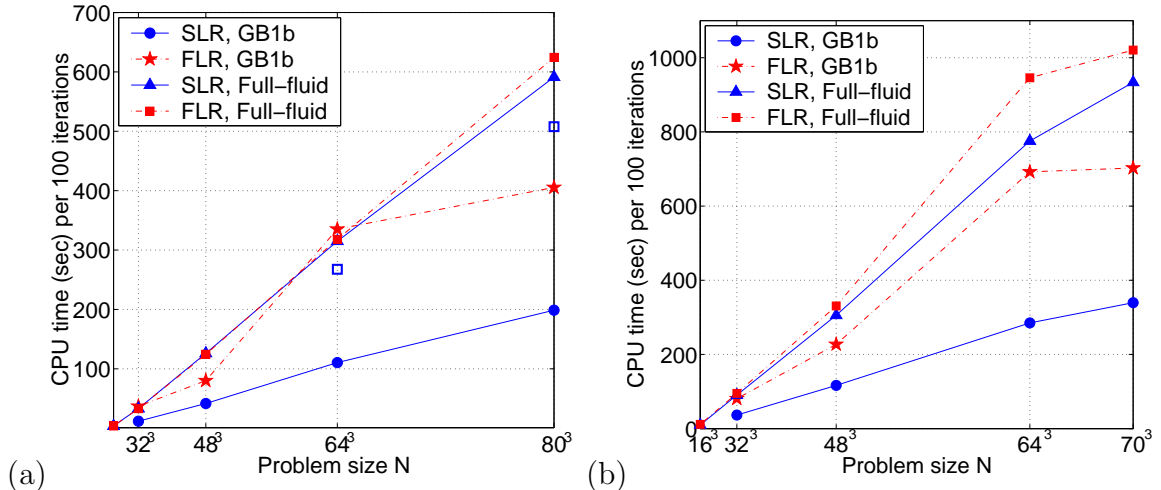 700
600
500
400
300
200
100
CPU time (sec) per 100 iterations
SLR, GB1b
FLR, GB1b
SLR, Full-fluid
FLR, Full-fluid
32³ 48³ 64³ 80³
Problem size N
(a)
1000
800
600
400
200
0
CPU time (sec) per 100 iterations
SLR, GB1b
FLR, GB1b
SLR, Full-fluid
FLR, Full-fluid
16³ 32³ 48³ 64³ 70³
Problem size N
(b)